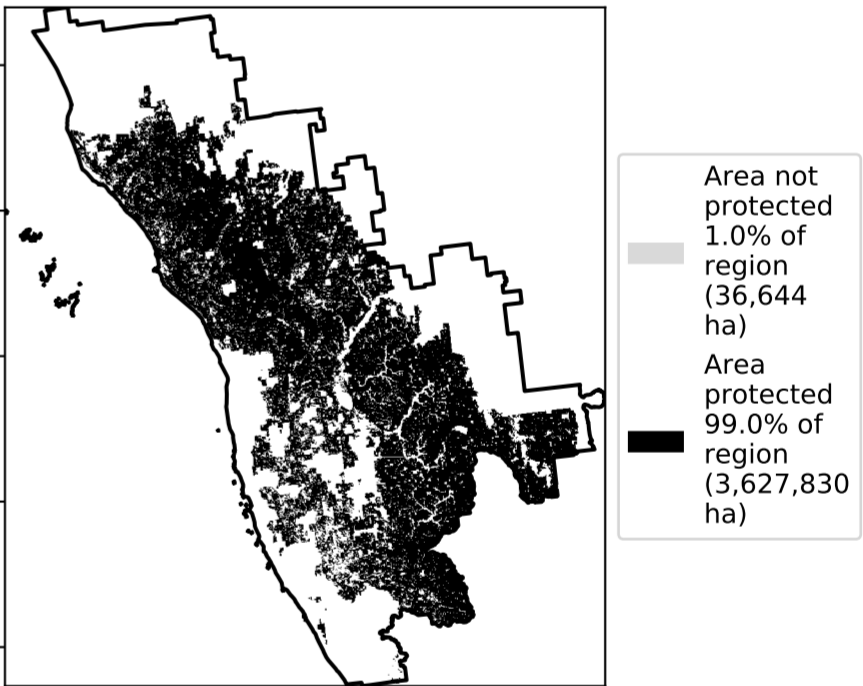 Area not
protected
1.0% of
region
(36,644
ha)
Area
protected
99.0% of
region
(3,627,830
ha)